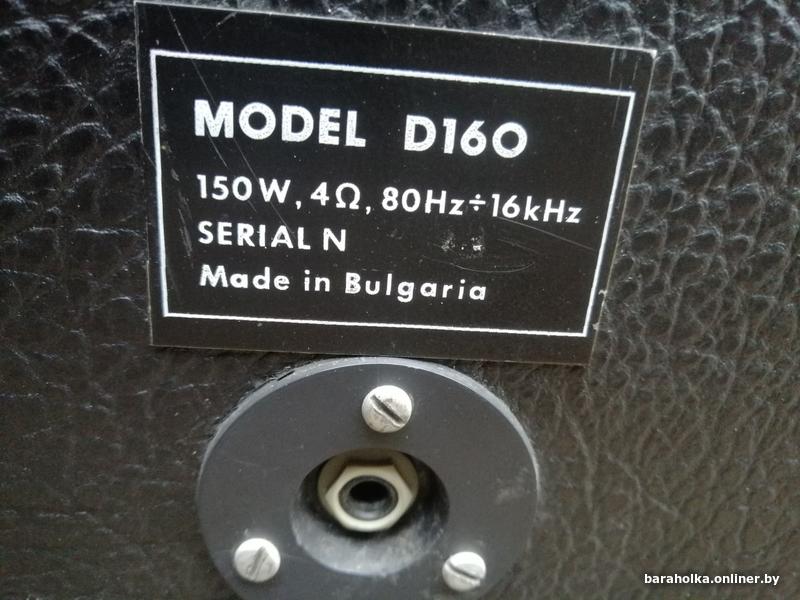 MODEL D160
150W, 4Ω, 80Hz÷16kHz
SERIAL N
Made in Bulgaria
baraholka.onliner.by